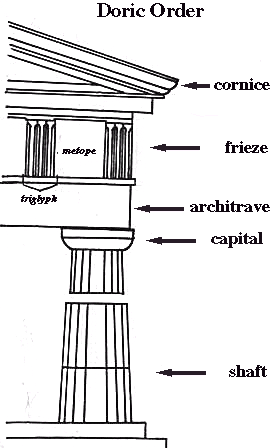 Doric Order
cornice
frieze
metope
triglyph
architrave
capital
shaft